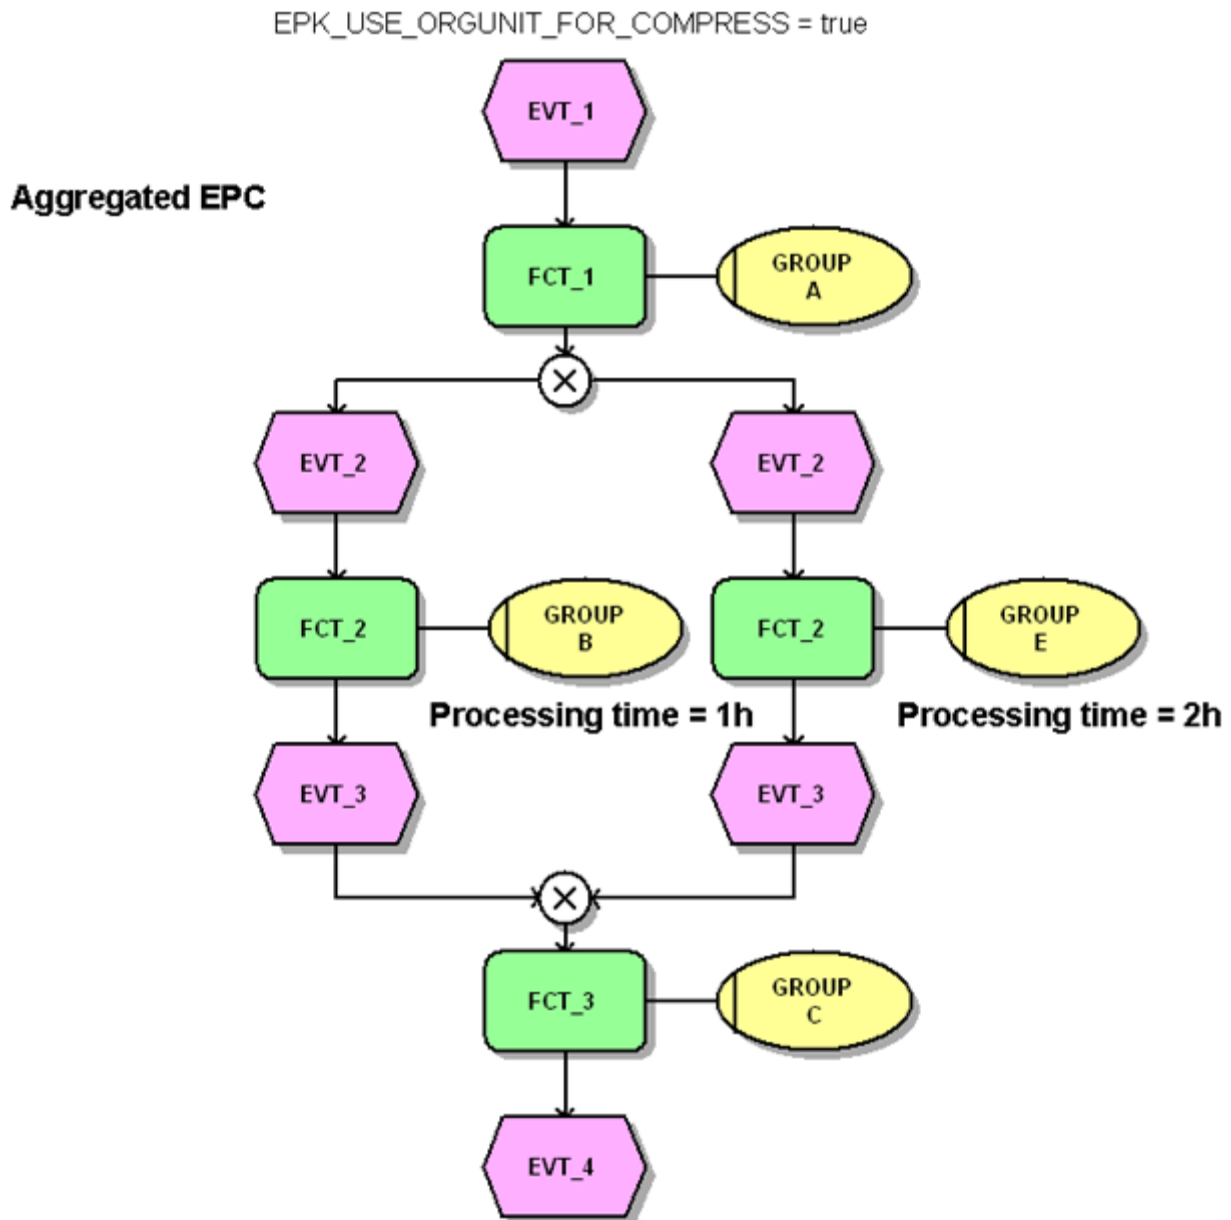 EPK_USE_ORGUNIT_FOR_COMPRESS = true
EVT_1
Aggregated EPC
FCT_1
GROUP
A
EVT_2
EVT_2
FCT_2
GROUP
B
FCT_2
GROUP
E
Processing time = 1h
Processing time = 2h
EVT_3
EVT_3
FCT_3
GROUP
C
EVT_4